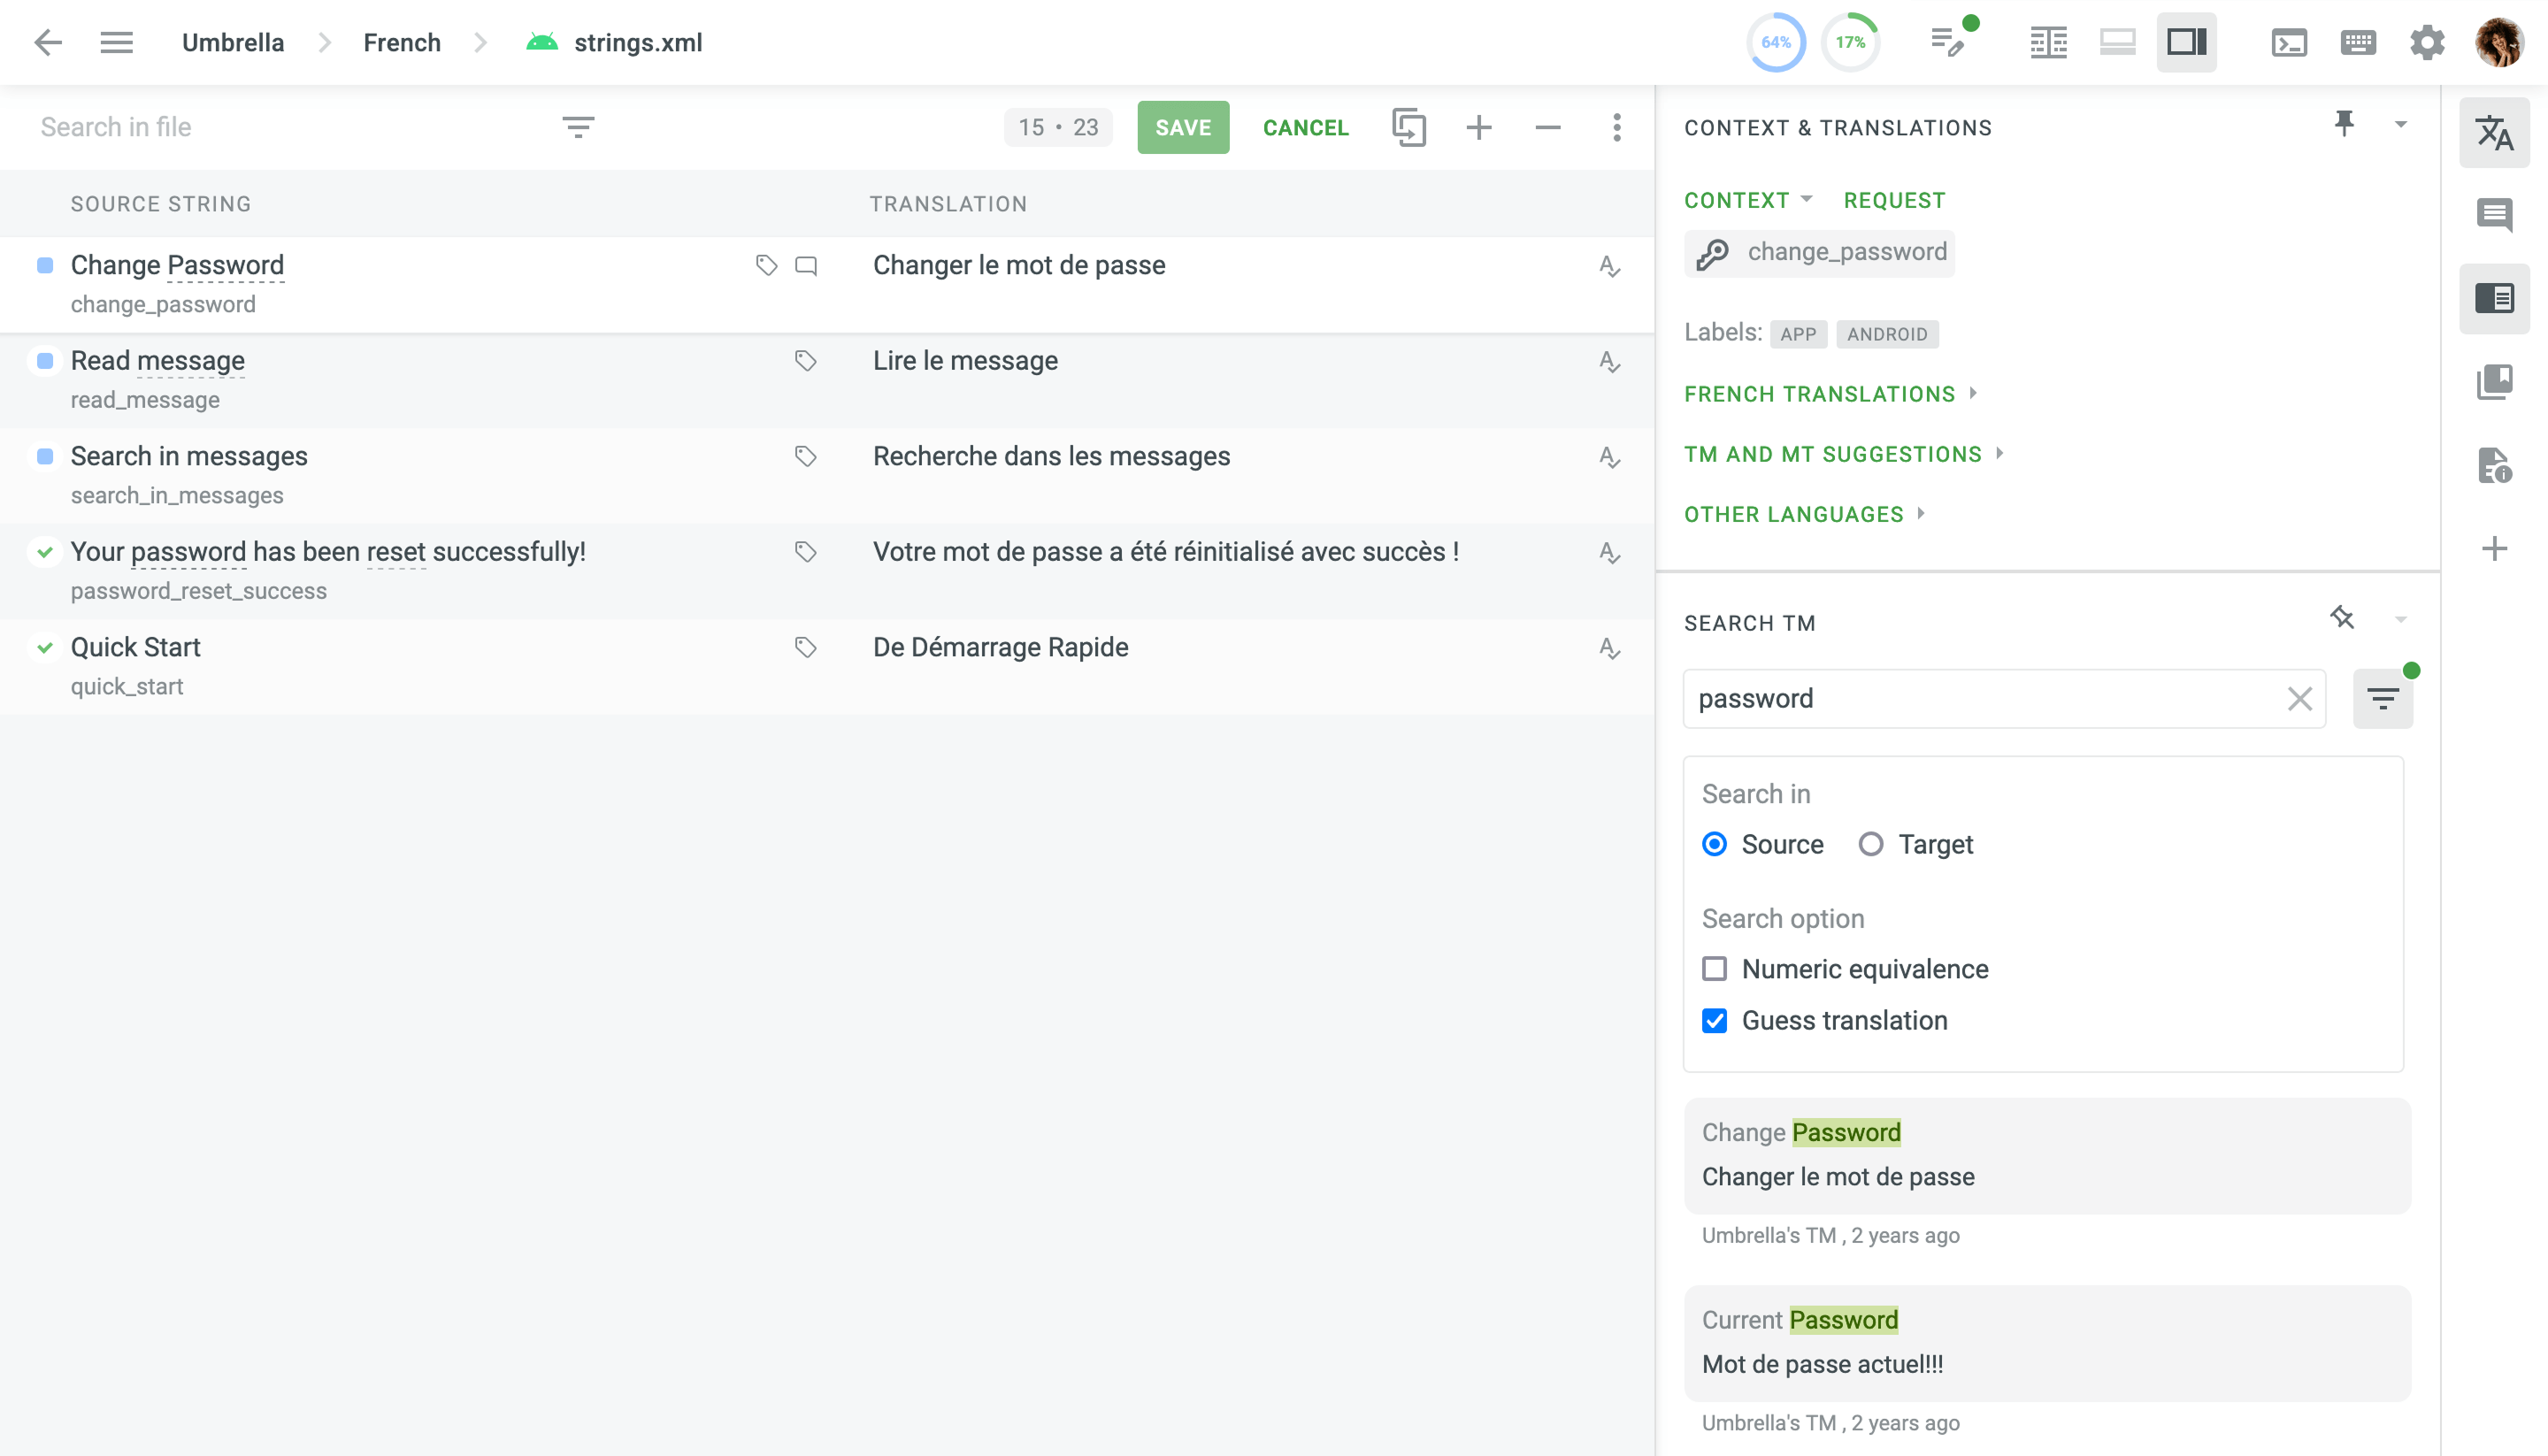 Umbrella French strings.xml 64% 17%
Search in file 15 • 23 SAVE CANCEL
SOURCE STRING TRANSLATION
Change Password Changer le mot de passe
change_password
Read message Lire le message
read_message
Search in messages Recherche dans les messages
search_in_messages
Your password has been reset successfully! Votre mot de passe a été réinitialisé avec succès !
password_reset_success
Quick Start De Démarrage Rapide
quick_start
CONTEXT & TRANSLATIONS
CONTEXT REQUEST
change_password
Labels: APP ANDROID
FRENCH TRANSLATIONS
TM AND MT SUGGESTIONS
OTHER LANGUAGES
SEARCH TM
password
Search in
Source Target
Search option
Numeric equivalence
Guess translation
Change Password
Changer le mot de passe
Umbrella's TM , 2 years ago
Current Password
Mot de passe actuel!!!
Umbrella's TM , 2 years ago